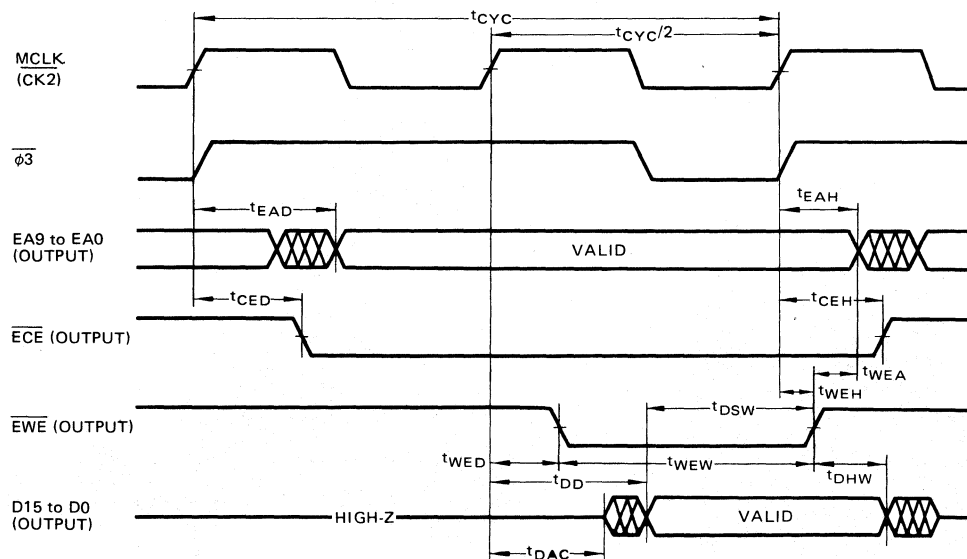 tCYC
tCYC/2
MCLK
(CK2)
φ3
tEAD
tEAH
EA9 to EA0
(OUTPUT)
VALID
tCED
tCEH
ECE (OUTPUT)
tWEA
tWEH
EWE (OUTPUT)
tDSW
tWED
tWEW
tDD
tDHW
D15 to D0
(OUTPUT)
HIGH-Z
VALID
tDAC